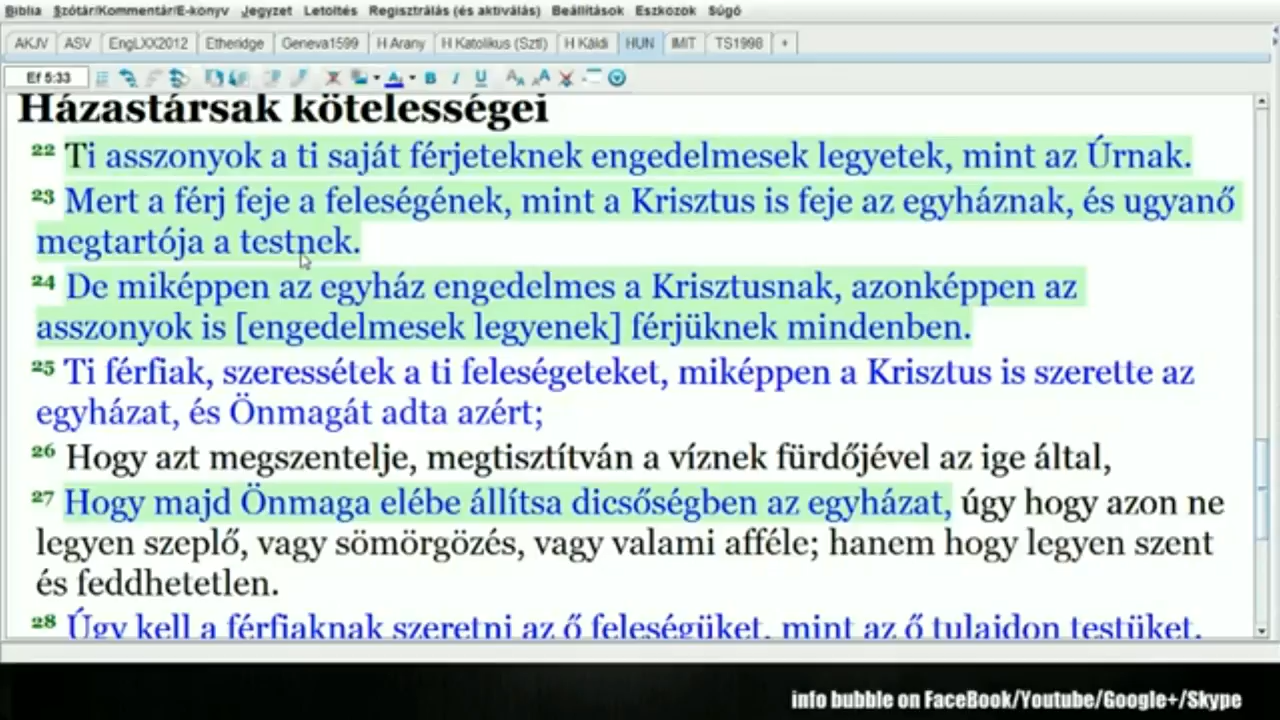 Biblia Szótár/Kommentár/E-könyv Jegyzet Letöltés Regisztrálás (és aktiválás) Beállítások Eszközök Súgó
AKJV ASV EngLXX2012 Etheridge Geneva1599 H Arany H Katolikus (SztI) H Káldi HUN IMIT TS1998 +
Ef 5:33 A B I U A A A A
Házastársak kötelességei
22 Ti asszonyok a ti saját férjeteknek engedelmesek legyetek, mint az Úrnak.
23 Mert a férj feje a feleségének, mint a Krisztus is feje az egyháznak, és ugyanő
megtartója a testnek.
24 De miképpen az egyház engedelmes a Krisztusnak, azonképpen az
asszonyok is [engedelmesek legyenek] férjüknek mindenben.
25 Ti férfiak, szeressétek a ti feleségeteket, miképpen a Krisztus is szerette az
egyházat, és Önmagát adta azért;
26 Hogy azt megszentelje, megtisztítván a víznek fürdőjével az ige által,
27 Hogy majd Önmaga elébe állítsa dicsőségben az egyházat, úgy hogy azon ne
legyen szeplő, vagy sömörgözés, vagy valami afféle; hanem hogy legyen szent
és feddhetetlen.
28 Úgy kell a férfiaknak szeretni az ő feleségüket, mint az ő tulajdon testüket.
info bubble on FaceBook/Youtube/Google+/Skype